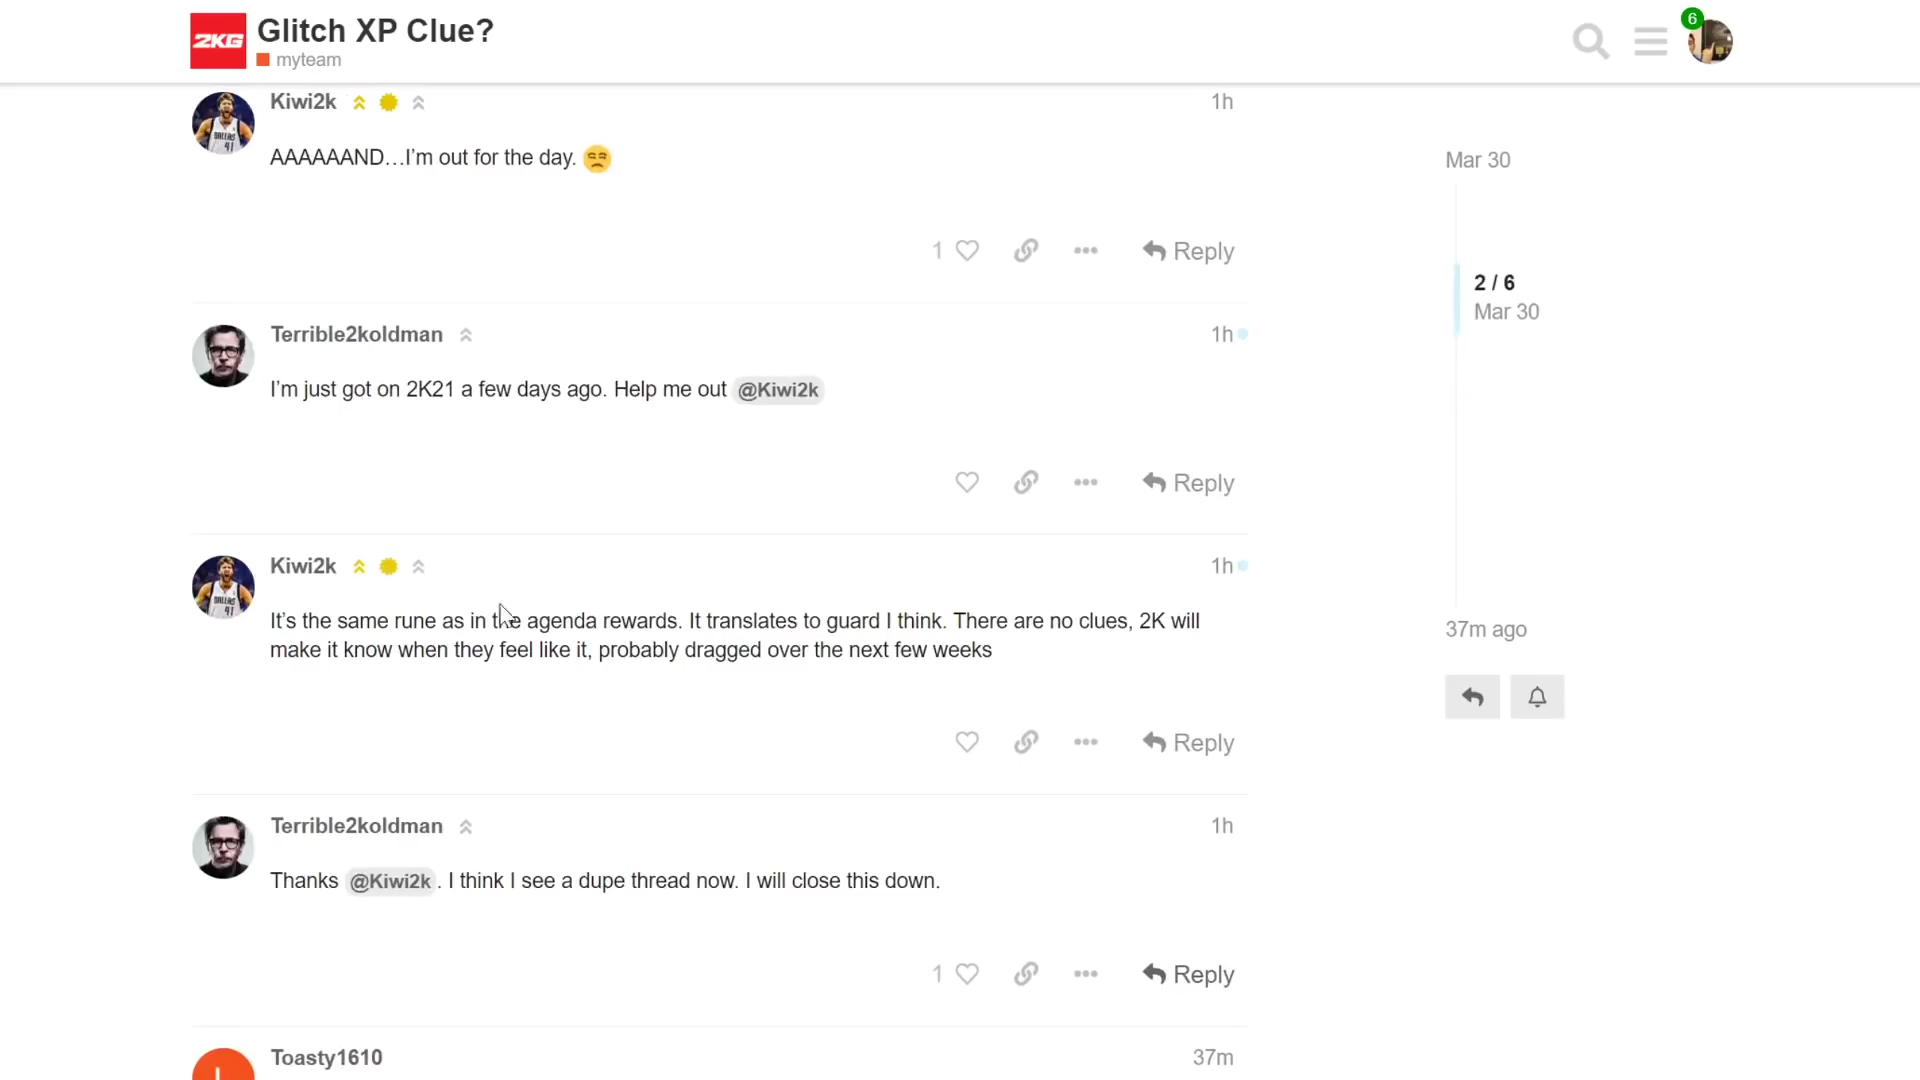 2KG
Glitch XP Clue?
myteam
6
Kiwi2k
1h
AAAAAAND…I'm out for the day.
1
Reply
Terrible2koldman
1h
I'm just got on 2K21 a few days ago. Help me out @Kiwi2k
Reply
Kiwi2k
1h
It's the same rune as in the agenda rewards. It translates to guard I think. There are no clues, 2K will
make it know when they feel like it, probably dragged over the next few weeks
Reply
Terrible2koldman
1h
Thanks @Kiwi2k. I think I see a dupe thread now. I will close this down.
1
Reply
Toasty1610
37m
Mar 30
2 / 6
Mar 30
37m ago